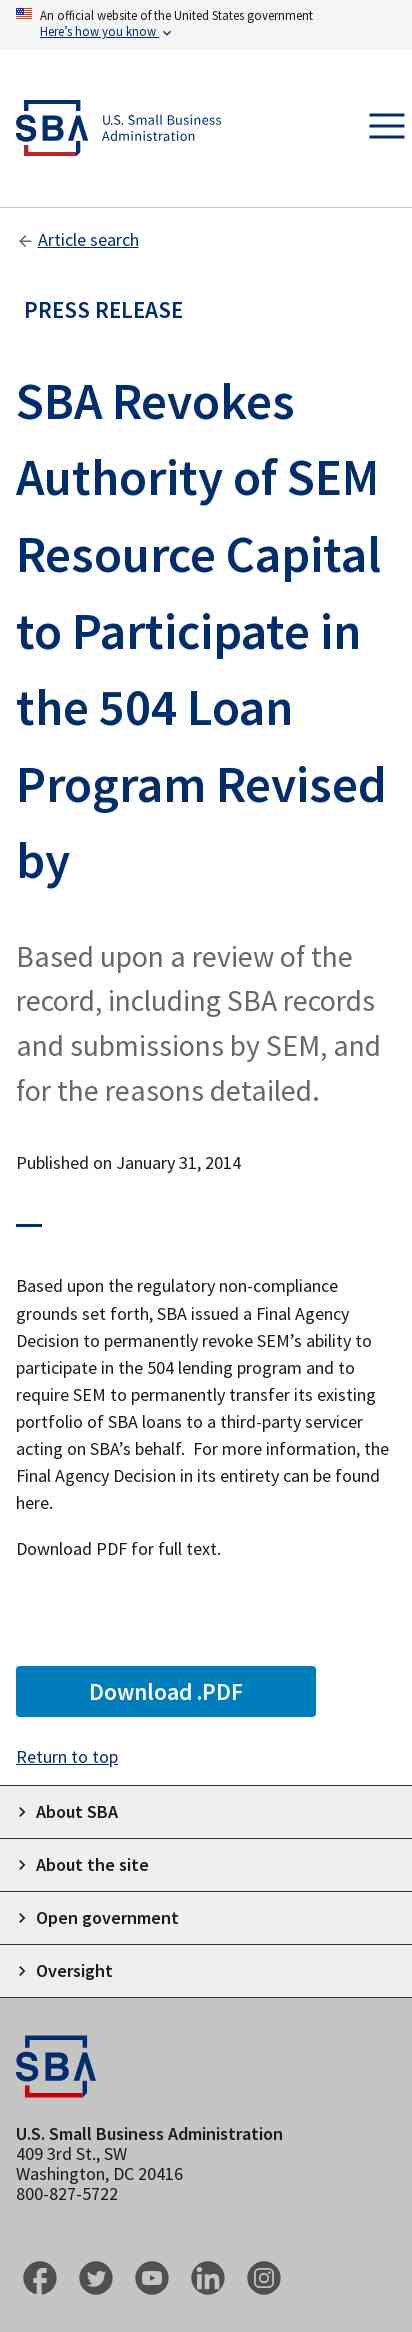 An official website of the United States government
Here's how you know
SBA
U.S. Small Business
Administration
Article search
PRESS RELEASE
SBA Revokes
Authority of SEM
Resource Capital
to Participate in
the 504 Loan
Program Revised
by
Based upon a review of the
record, including SBA records
and submissions by SEM, and
for the reasons detailed.
Published on January 31, 2014
Based upon the regulatory non-compliance
grounds set forth, SBA issued a Final Agency
Decision to permanently revoke SEM’s ability to
participate in the 504 lending program and to
require SEM to permanently transfer its existing
portfolio of SBA loans to a third-party servicer
acting on SBA’s behalf.  For more information, the
Final Agency Decision in its entirety can be found
here.
Download PDF for full text.
Download .PDF
Return to top
About SBA
About the site
Open government
Oversight
SBA
U.S. Small Business Administration
409 3rd St., SW
Washington, DC 20416
800-827-5722